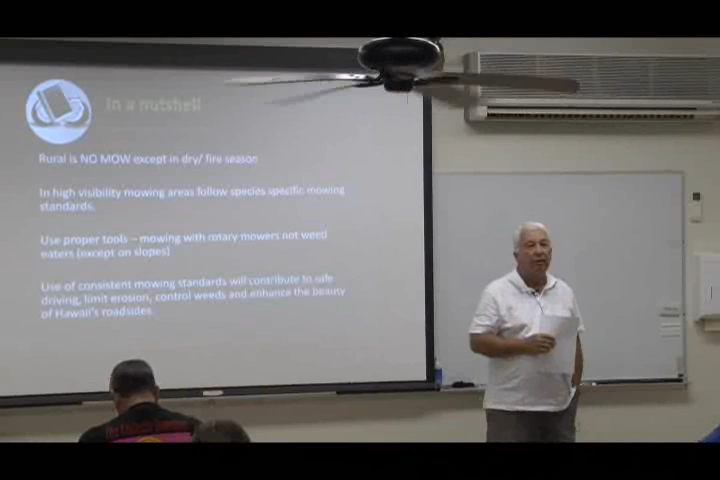 In a nutshell
Rural is NO MOW except in dry/ fire season
In high visibility mowing areas follow species specific mowing
standards.
Use proper tools – mowing with rotary mowers not weed
eaters (except on slopes)
Use of consistent mowing standards will contribute to safe
driving, limit erosion, control weeds and enhance the beauty
of Hawaii's roadsides.